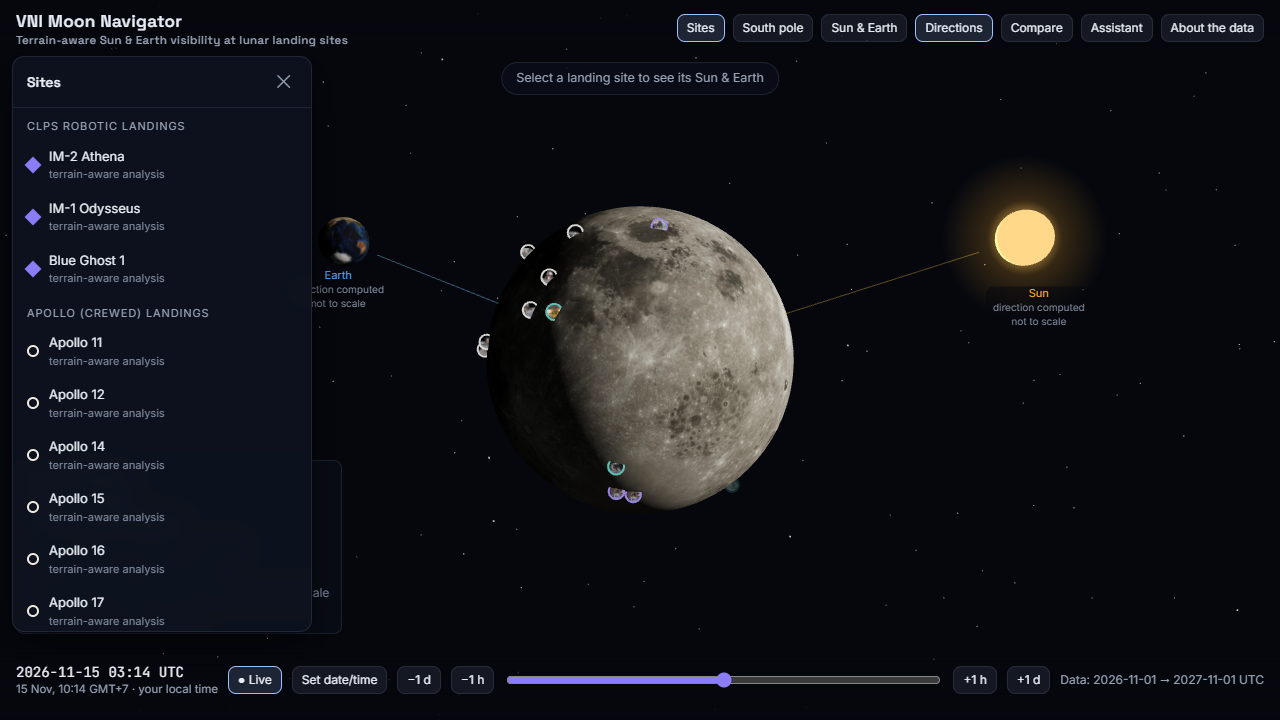 VNI Moon Navigator
Terrain-aware Sun & Earth visibility at lunar landing sites
Sites
South pole
Sun & Earth
Directions
Compare
Assistant
About the data
Select a landing site to see its Sun & Earth
Sites
CLPS ROBOTIC LANDINGS
IM-2 Athena
terrain-aware analysis
IM-1 Odysseus
terrain-aware analysis
Blue Ghost 1
terrain-aware analysis
APOLLO (CREWED) LANDINGS
Apollo 11
terrain-aware analysis
Apollo 12
terrain-aware analysis
Apollo 14
terrain-aware analysis
Apollo 15
terrain-aware analysis
Apollo 16
terrain-aware analysis
Apollo 17
terrain-aware analysis
Earth
computed
not to scale
Sun
direction computed
not to scale
2026-11-15 03:14 UTC
15 Nov, 10:14 GMT+7 · your local time
● Live
Set date/time
−1 d
−1 h
+1 h
+1 d
Data: 2026-11-01 → 2027-11-01 UTC